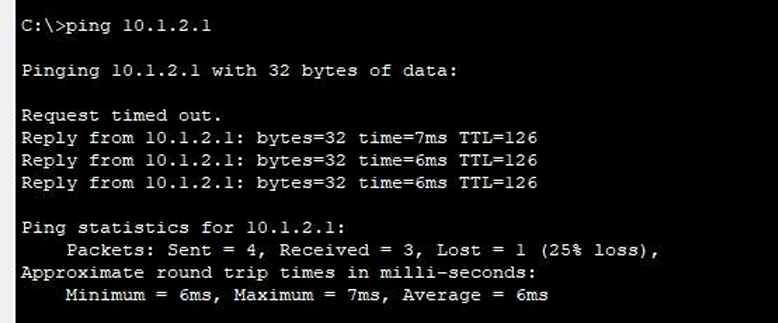 C:\>ping 10.1.2.1
Pinging 10.1.2.1 with 32 bytes of data:
Request timed out.
Reply from 10.1.2.1: bytes=32 time=7ms TTL=126
Reply from 10.1.2.1: bytes=32 time=6ms TTL=126
Reply from 10.1.2.1: bytes=32 time=6ms TTL=126
Ping statistics for 10.1.2.1:
Packets: Sent = 4, Received = 3, Lost = 1 (25% loss),
Approximate round trip times in milli-seconds:
Minimum = 6ms, Maximum = 7ms, Average = 6ms